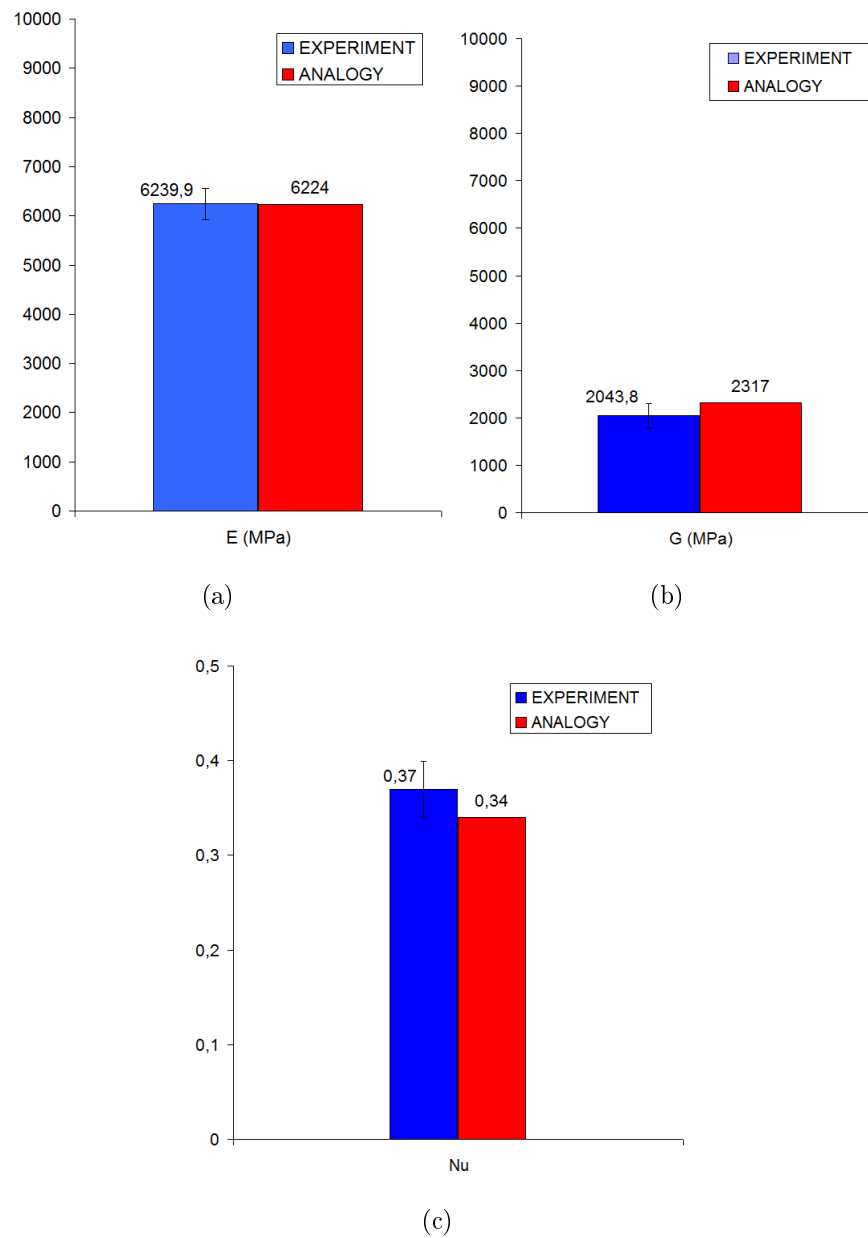 10000
9000
8000
7000
6000
5000
4000
3000
2000
1000
0
EXPERIMENT
ANALOGY
6239,9
6224
E (MPa)
(a)
10000
9000
8000
7000
6000
5000
4000
3000
2000
1000
0
EXPERIMENT
ANALOGY
2043,8
2317
G (MPa)
(b)
0,5
0,4
0,3
0,2
0,1
0
EXPERIMENT
ANALOGY
0,37
0,34
Nu
(c)